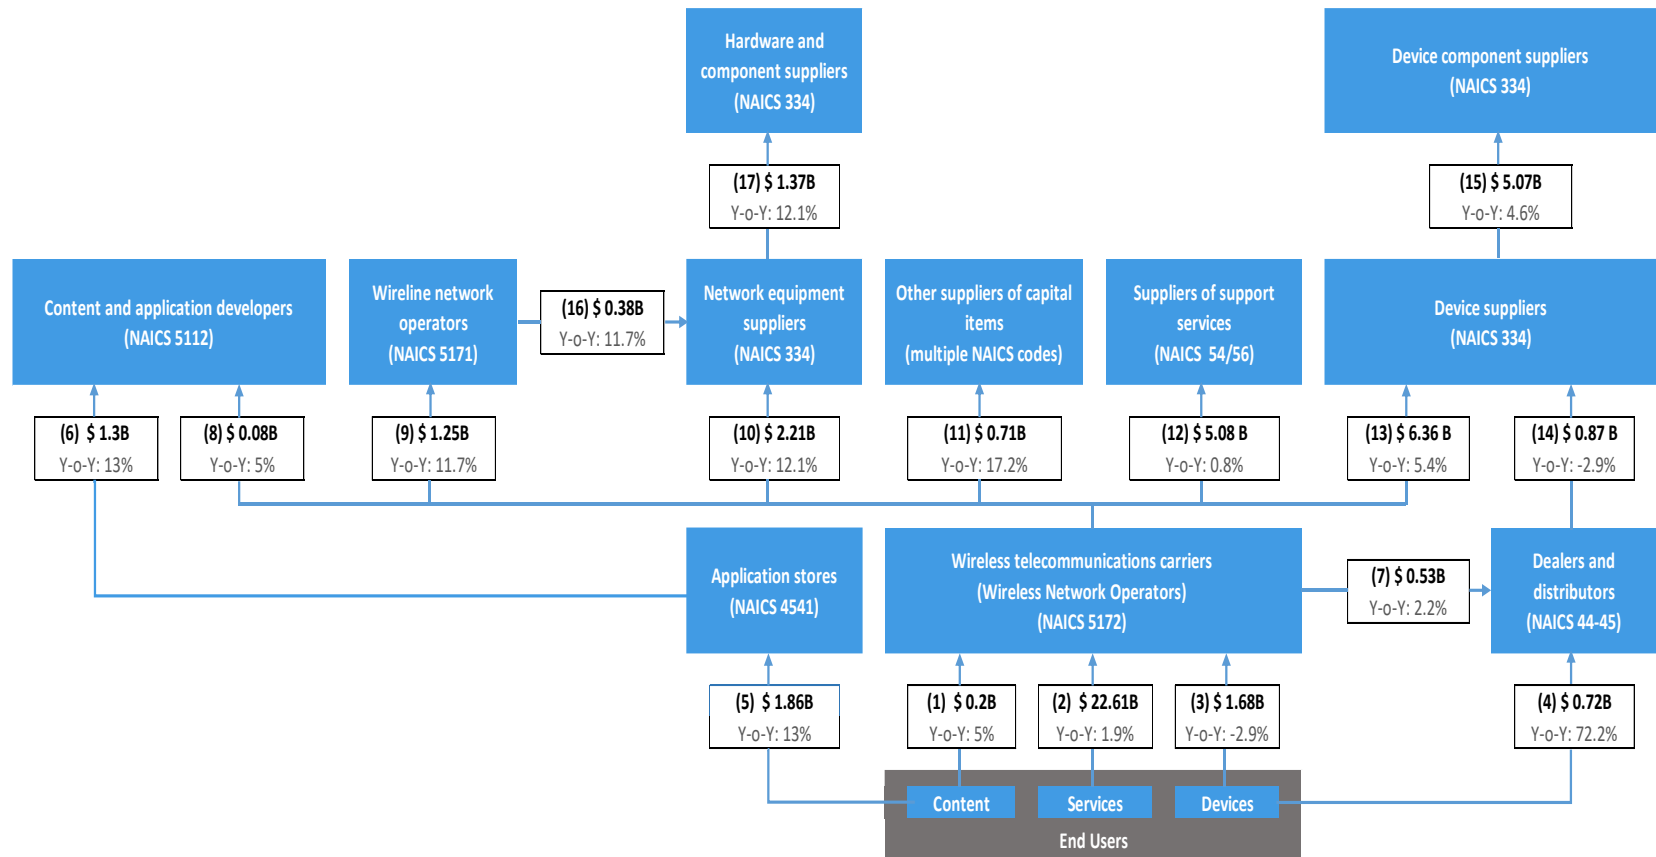 Hardware and
component suppliers
(NAICS 334)
Device component suppliers
(NAICS 334)
(17) $ 1.37B
Y-o-Y: 12.1%
(15) $ 5.07B
Y-o-Y: 4.6%
Content and application developers
(NAICS 5112)
Wireline network
operators
(NAICS 5171)
(16) $ 0.38B
Y-o-Y: 11.7%
Network equipment
suppliers
(NAICS 334)
Other suppliers of capital
items
(multiple NAICS codes)
Suppliers of support
services
(NAICS 54/56)
Device suppliers
(NAICS 334)
(6) $ 1.3B
Y-o-Y: 13%
(8) $ 0.08B
Y-o-Y: 5%
(9) $ 1.25B
Y-o-Y: 11.7%
(10) $ 2.21B
Y-o-Y: 12.1%
(11) $ 0.71B
Y-o-Y: 17.2%
(12) $ 5.08 B
Y-o-Y: 0.8%
(13) $ 6.36 B
Y-o-Y: 5.4%
(14) $ 0.87 B
Y-o-Y: -2.9%
Application stores
(NAICS 4541)
Wireless telecommunications carriers
(Wireless Network Operators)
(NAICS 5172)
(7) $ 0.53B
Y-o-Y: 2.2%
Dealers and
distributors
(NAICS 44-45)
(5) $ 1.86B
Y-o-Y: 13%
(1) $ 0.2B
Y-o-Y: 5%
(2) $ 22.61B
Y-o-Y: 1.9%
(3) $ 1.68B
Y-o-Y: -2.9%
(4) $ 0.72B
Y-o-Y: 72.2%
Content
Services
Devices
End Users